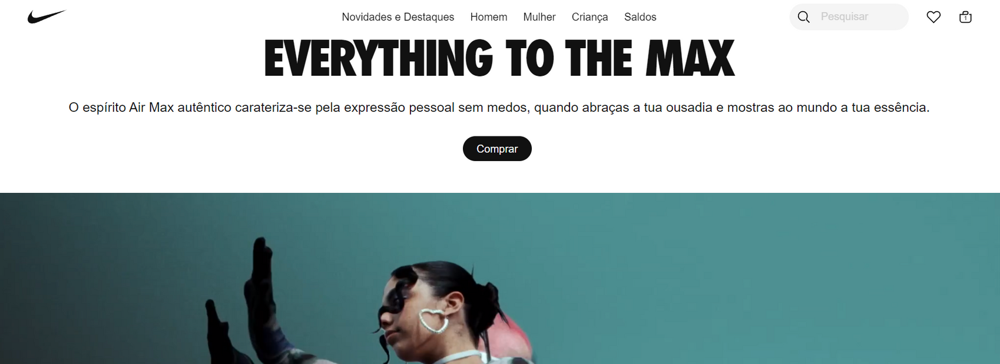 Novidades e Destaques Homem Mulher Criança Saldos Pesquisar 1
EVERYTHING TO THE MAX
O espírito Air Max autêntico carateriza-se pela expressão pessoal sem medos, quando abraças a tua ousadia e mostras ao mundo a tua essência.
Comprar